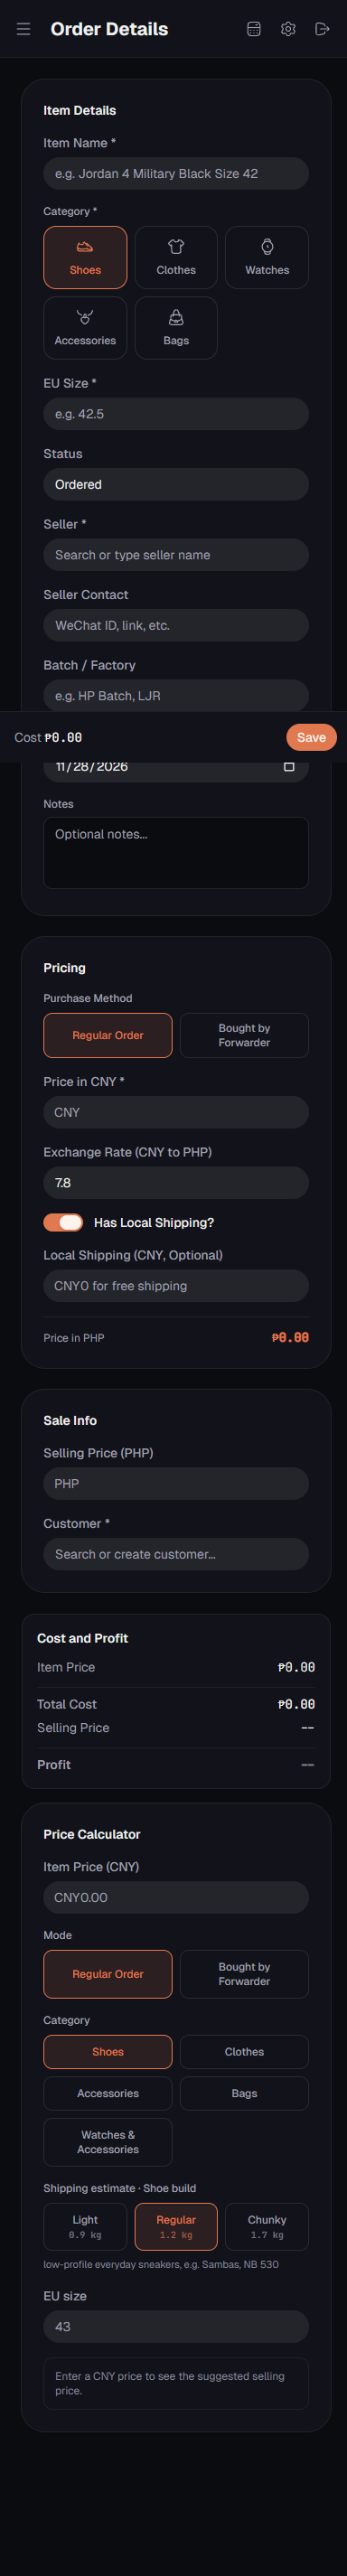 Order Details
Item Details
Item Name *
e.g. Jordan 4 Military Black Size 42
Category *
Shoes
Clothes
Watches
Accessories
Bags
EU Size *
e.g. 42.5
Status
Ordered
Seller *
Search or type seller name
Seller Contact
WeChat ID, link, etc.
Batch / Factory
e.g. HP Batch, LJR
Cost ₱0.00
Save
11/28/2026
Notes
Optional notes...
Pricing
Purchase Method
Regular Order
Bought by
Forwarder
Price in CNY *
CNY
Exchange Rate (CNY to PHP)
7.8
Has Local Shipping?
Local Shipping (CNY, Optional)
CNY0 for free shipping
Price in PHP
₱0.00
Sale Info
Selling Price (PHP)
PHP
Customer *
Search or create customer...
Cost and Profit
Item Price
₱0.00
Total Cost
₱0.00
Selling Price
--
Profit
--
Price Calculator
Item Price (CNY)
CNY0.00
Mode
Regular Order
Bought by
Forwarder
Category
Shoes
Clothes
Accessories
Bags
Watches &
Accessories
Shipping estimate · Shoe build
Light
0.9 kg
Regular
1.2 kg
Chunky
1.7 kg
low-profile everyday sneakers, e.g. Sambas, NB 530
EU size
43
Enter a CNY price to see the suggested selling
price.